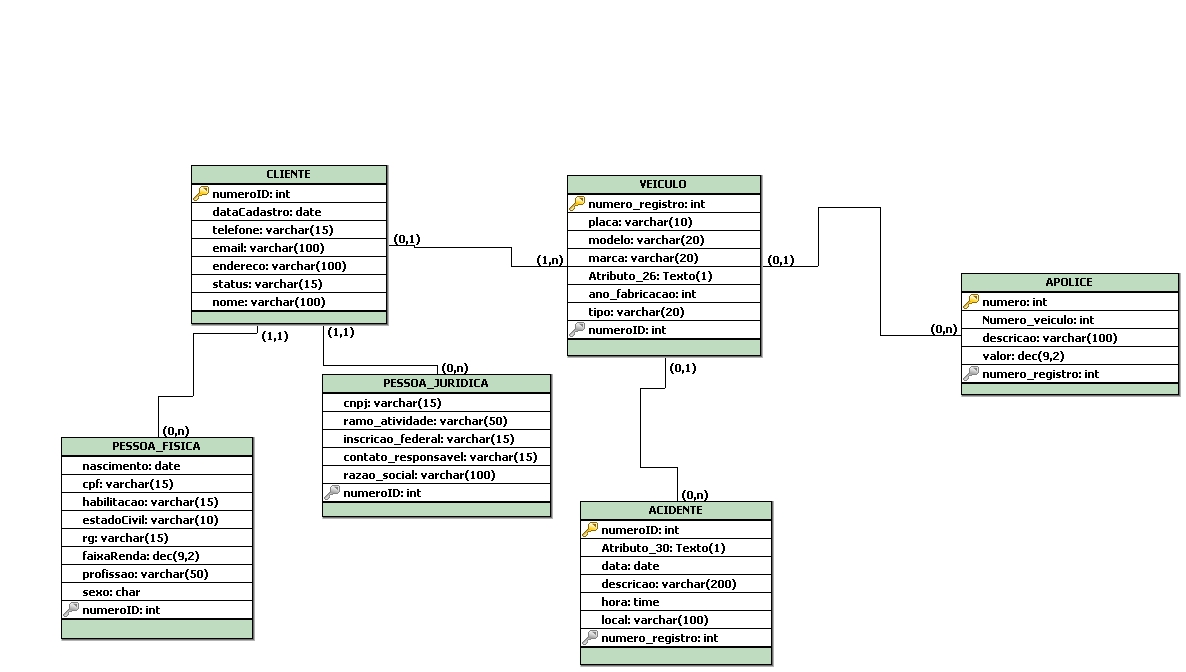 CLIENTE
numeroID: int
dataCadastro: date
telefone: varchar(15)
email: varchar(100)
endereco: varchar(100)
status: varchar(15)
nome: varchar(100)
(0,1)
(1,n)
(1,1)
(1,1)
VEICULO
numero_registro: int
placa: varchar(10)
modelo: varchar(20)
marca: varchar(20)
Atributo_26: Texto(1)
ano_fabricacao: int
tipo: varchar(20)
numeroID: int
(0,1)
(0,n)
(0,1)
APOLICE
numero: int
Numero_veiculo: int
descricao: varchar(100)
valor: dec(9,2)
numero_registro: int
(0,n)
PESSOA_JURIDICA
cnpj: varchar(15)
ramo_atividade: varchar(50)
inscricao_federal: varchar(15)
contato_responsavel: varchar(15)
razao_social: varchar(100)
numeroID: int
(0,n)
PESSOA_FISICA
nascimento: date
cpf: varchar(15)
habilitacao: varchar(15)
estadoCivil: varchar(10)
rg: varchar(15)
faixaRenda: dec(9,2)
profissao: varchar(50)
sexo: char
numeroID: int
(0,n)
ACIDENTE
numeroID: int
Atributo_30: Texto(1)
data: date
descricao: varchar(200)
hora: time
local: varchar(100)
numero_registro: int